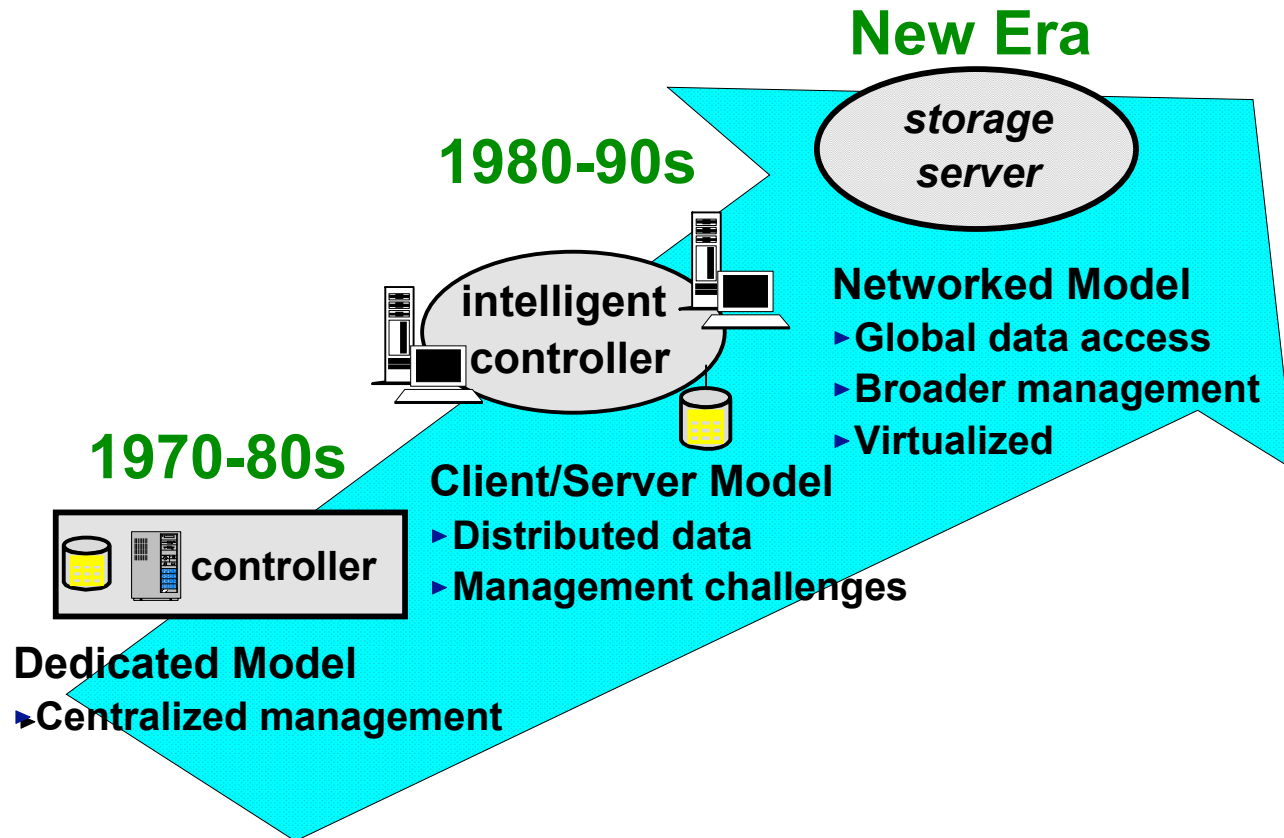 New Era
storage
server
1980-90s
intelligent
controller
Networked Model
►Global data access
►Broader management
►Virtualized
1970-80s
controller
Client/Server Model
►Distributed data
►Management challenges
Dedicated Model
►Centralized management